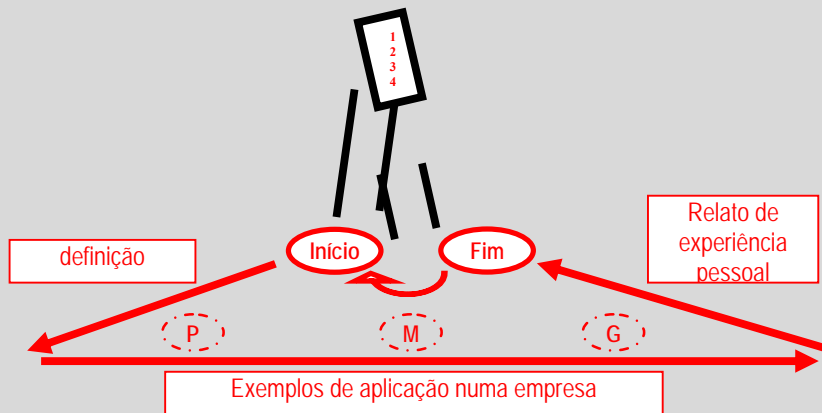 1
2
3
4
Início
Fim
definição
Relato de
experiência
pessoal
P
M
G
Exemplos de aplicação numa empresa